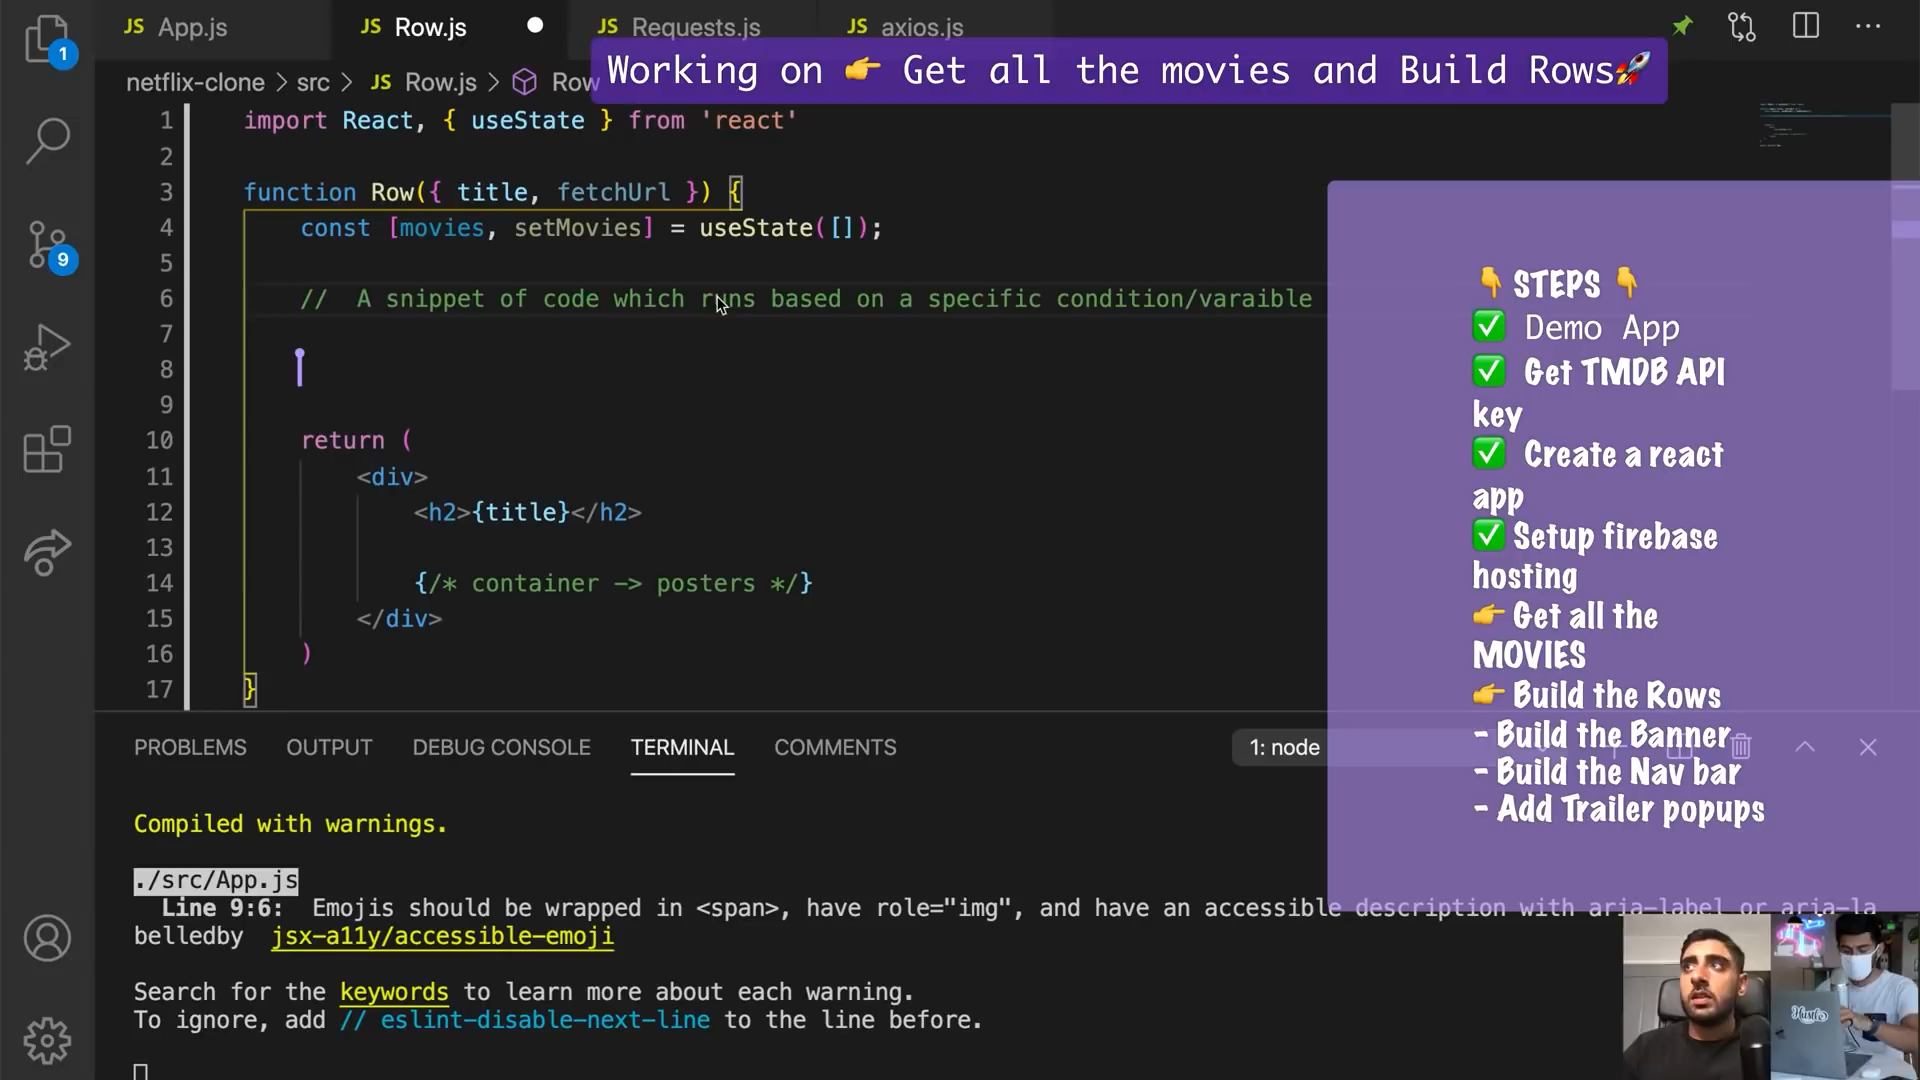 JS App.js JS Row.js JS Requests.js JS axios.js
1
Working on 👉 Get all the movies and Build Rows🚀
netflix-clone > src > JS Row.js > Row
9
1 import React, { useState } from 'react'
2
3 function Row({ title, fetchUrl }) {
4 const [movies, setMovies] = useState([]);
5
6 // A snippet of code which runs based on a specific condition/varaible
7
8
9
10 return (
11 <div>
12 <h2>{title}</h2>
13
14 {/* container -> posters */}
15 </div>
16 )
17 }
👇 STEPS 👇
✅ Demo App
✅ Get TMDB API
key
✅ Create a react
app
✅ Setup firebase
hosting
👉 Get all the
MOVIES
👉 Build the Rows
- Build the Banner
- Build the Nav bar
- Add Trailer popups
PROBLEMS OUTPUT DEBUG CONSOLE TERMINAL COMMENTS 1: node
Compiled with warnings.
./src/App.js
Line 9:6: Emojis should be wrapped in <span>, have role="img", and have an accessible description with aria-label or aria-la
belledby jsx-a11y/accessible-emoji
Search for the keywords to learn more about each warning.
To ignore, add // eslint-disable-next-line to the line before.
Hustle